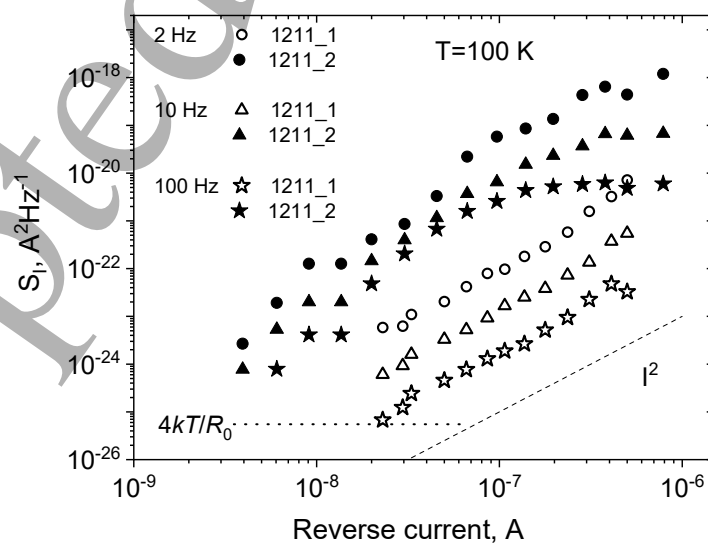 2 Hz 1211_1
1211_2
T=100 K
10 Hz 1211_1
1211_2
100 Hz 1211_1
1211_2
10-18
10-20
10-22
10-24
10-26
SI, A2Hz-1
I2
4kT/R0
10-9 10-8 10-7 10-6
Reverse current, A
pted